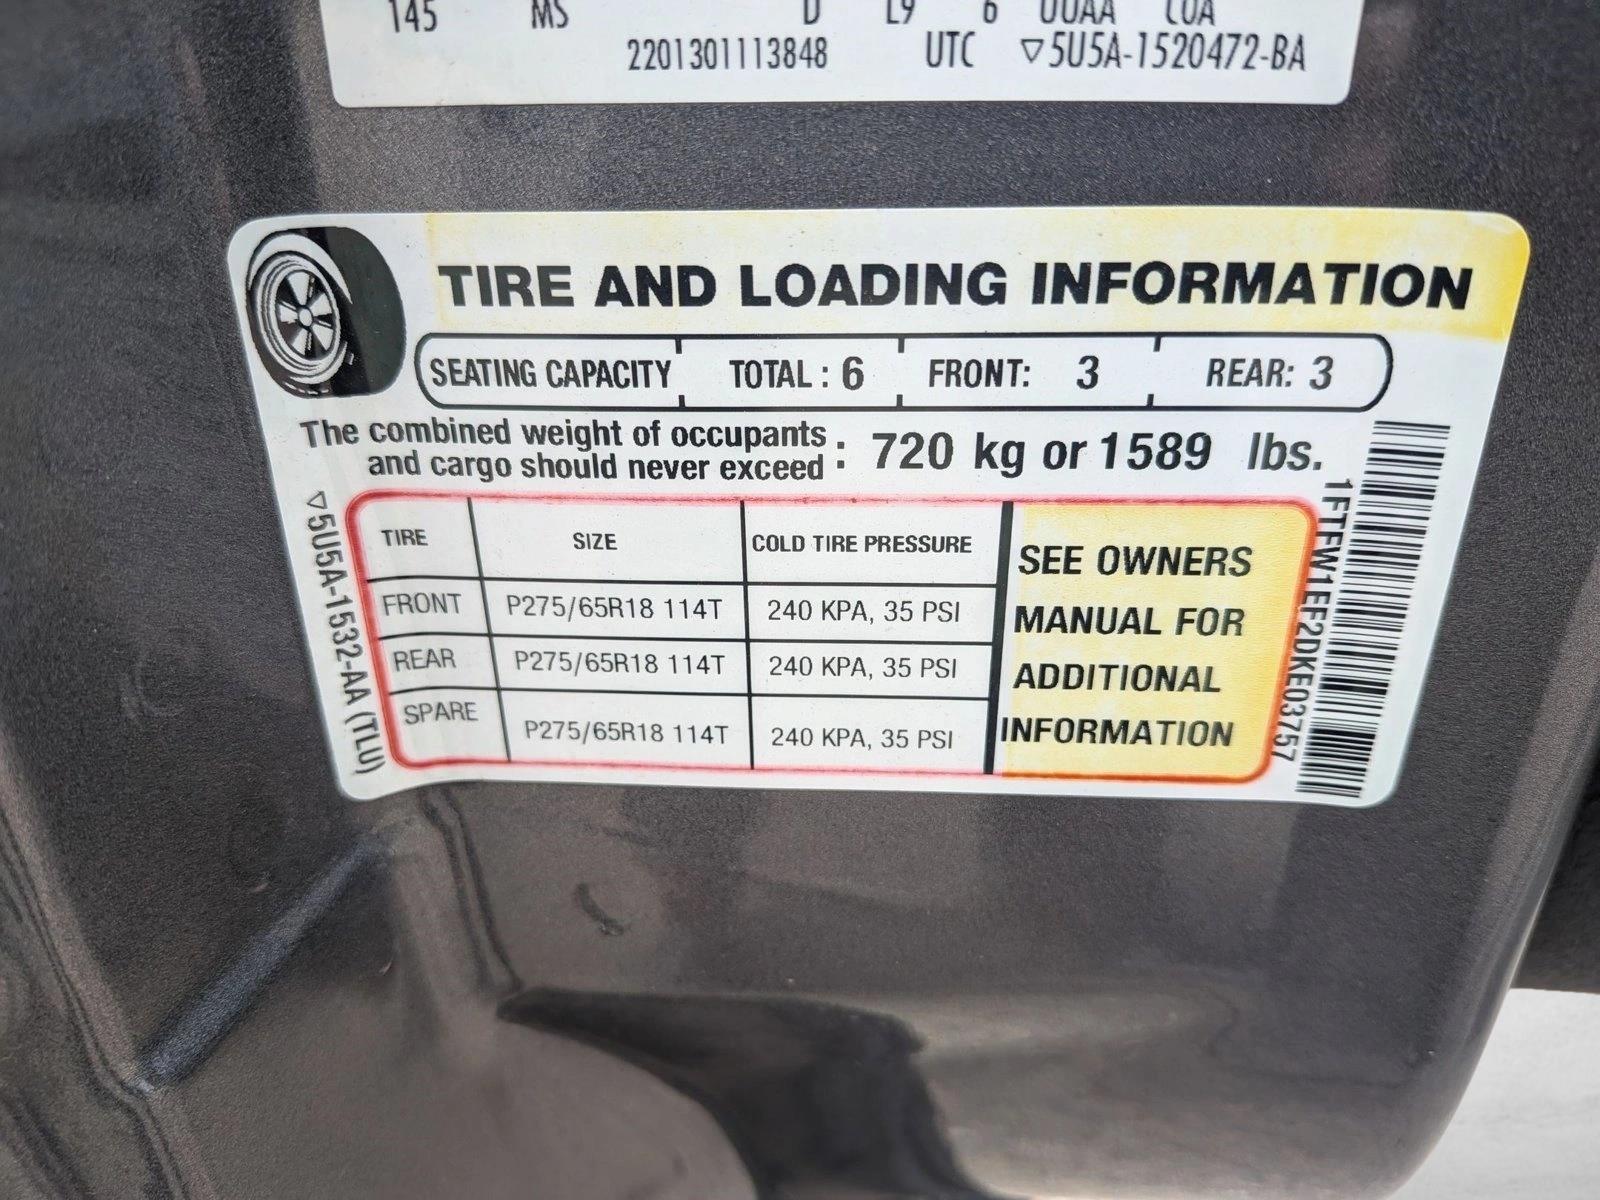 145 MS D L9 6 UUAA
2201301113848 UTC ▽5U5A-1520472-BA
TIRE AND LOADING INFORMATION
SEATING CAPACITY TOTAL : 6 FRONT: 3 REAR: 3
The combined weight of occupants
and cargo should never exceed : 720 kg or 1589 lbs.
TIRE SIZE COLD TIRE PRESSURE
FRONT P275/65R18 114T 240 KPA, 35 PSI
REAR P275/65R18 114T 240 KPA, 35 PSI
SPARE P275/65R18 114T 240 KPA, 35 PSI
SEE OWNERS
MANUAL FOR
ADDITIONAL
INFORMATION
▽5U5A-1532-AA (TLU)
1FTFW1EF2DKE03757